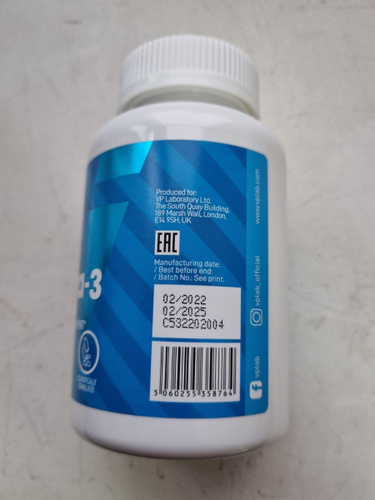 Produced for:
VP Laboratory Ltd.
The South Quay Building,
189 Marsh Wall, London,
E14 9SH, UK
EAC
Manufacturing date:
/ Best before end:
/ Batch No.: See print.
02/2022
02/2025
C532202004
5 060255 358764
a-3
www.vplab.com
vplab_official
vplab